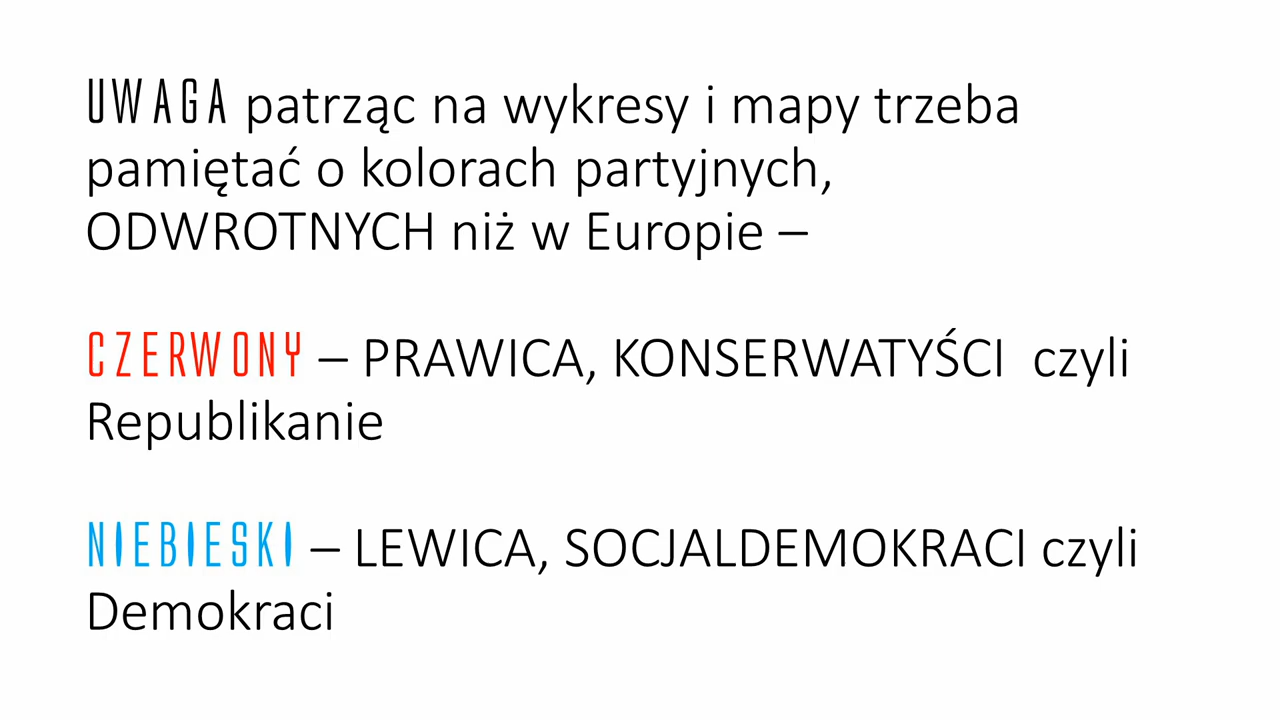 UWAGA patrząc na wykresy i mapy trzeba
pamiętać o kolorach partyjnych,
ODWROTNYCH niż w Europie –
CZERWONY – PRAWICA, KONSERWATYŚCI czyli
Republikanie
NIEBIESKI – LEWICA, SOCJALDEMOKRACI czyli
Demokraci